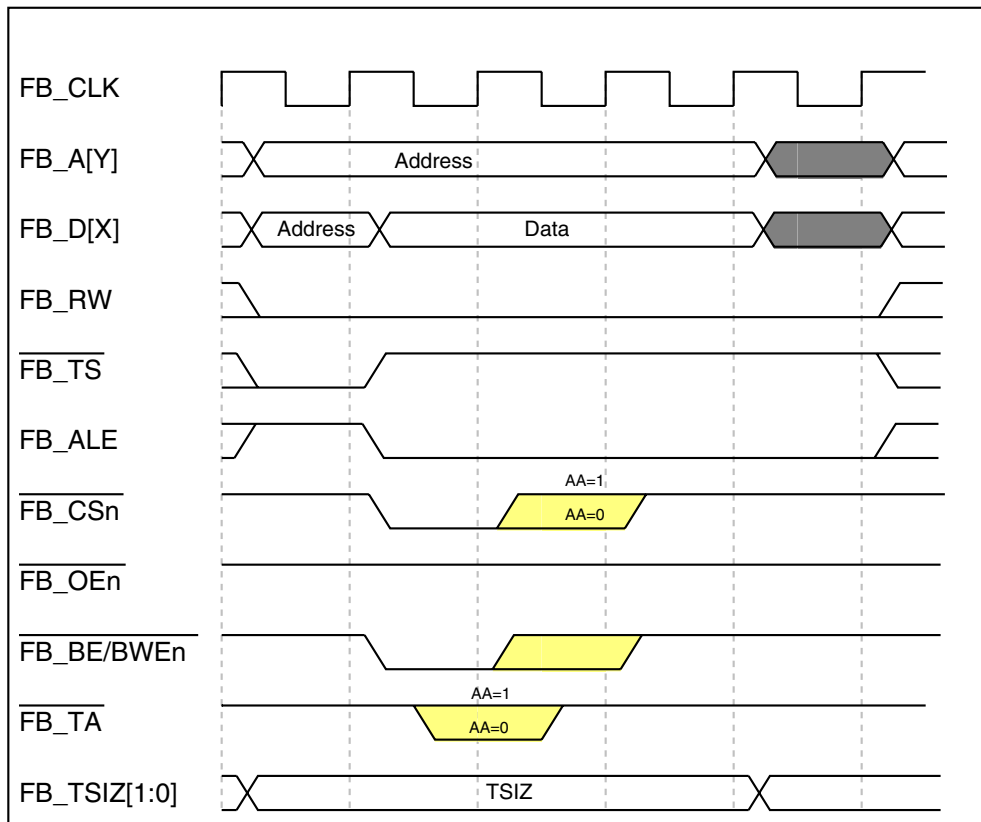 FB_CLK
FB_A[Y]
Address
FB_D[X]
Address
Data
FB_RW
FB_TS
FB_ALE
FB_CSn
AA=1
AA=0
FB_OEn
FB_BE/BWEn
FB_TA
AA=1
AA=0
FB_TSIZ[1:0]
TSIZ